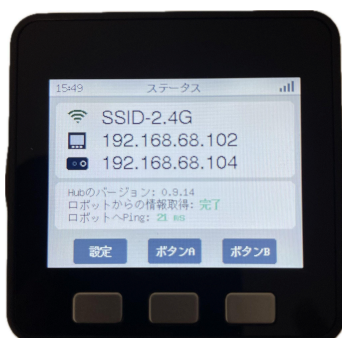 15:49 ステータス
SSID-2.4G
192.168.68.102
192.168.68.104
Hubのバージョン: 0.9.14
ロボットからの情報取得: 完了
ロボットへPing: 21 ms
設定 ボタンA ボタンB